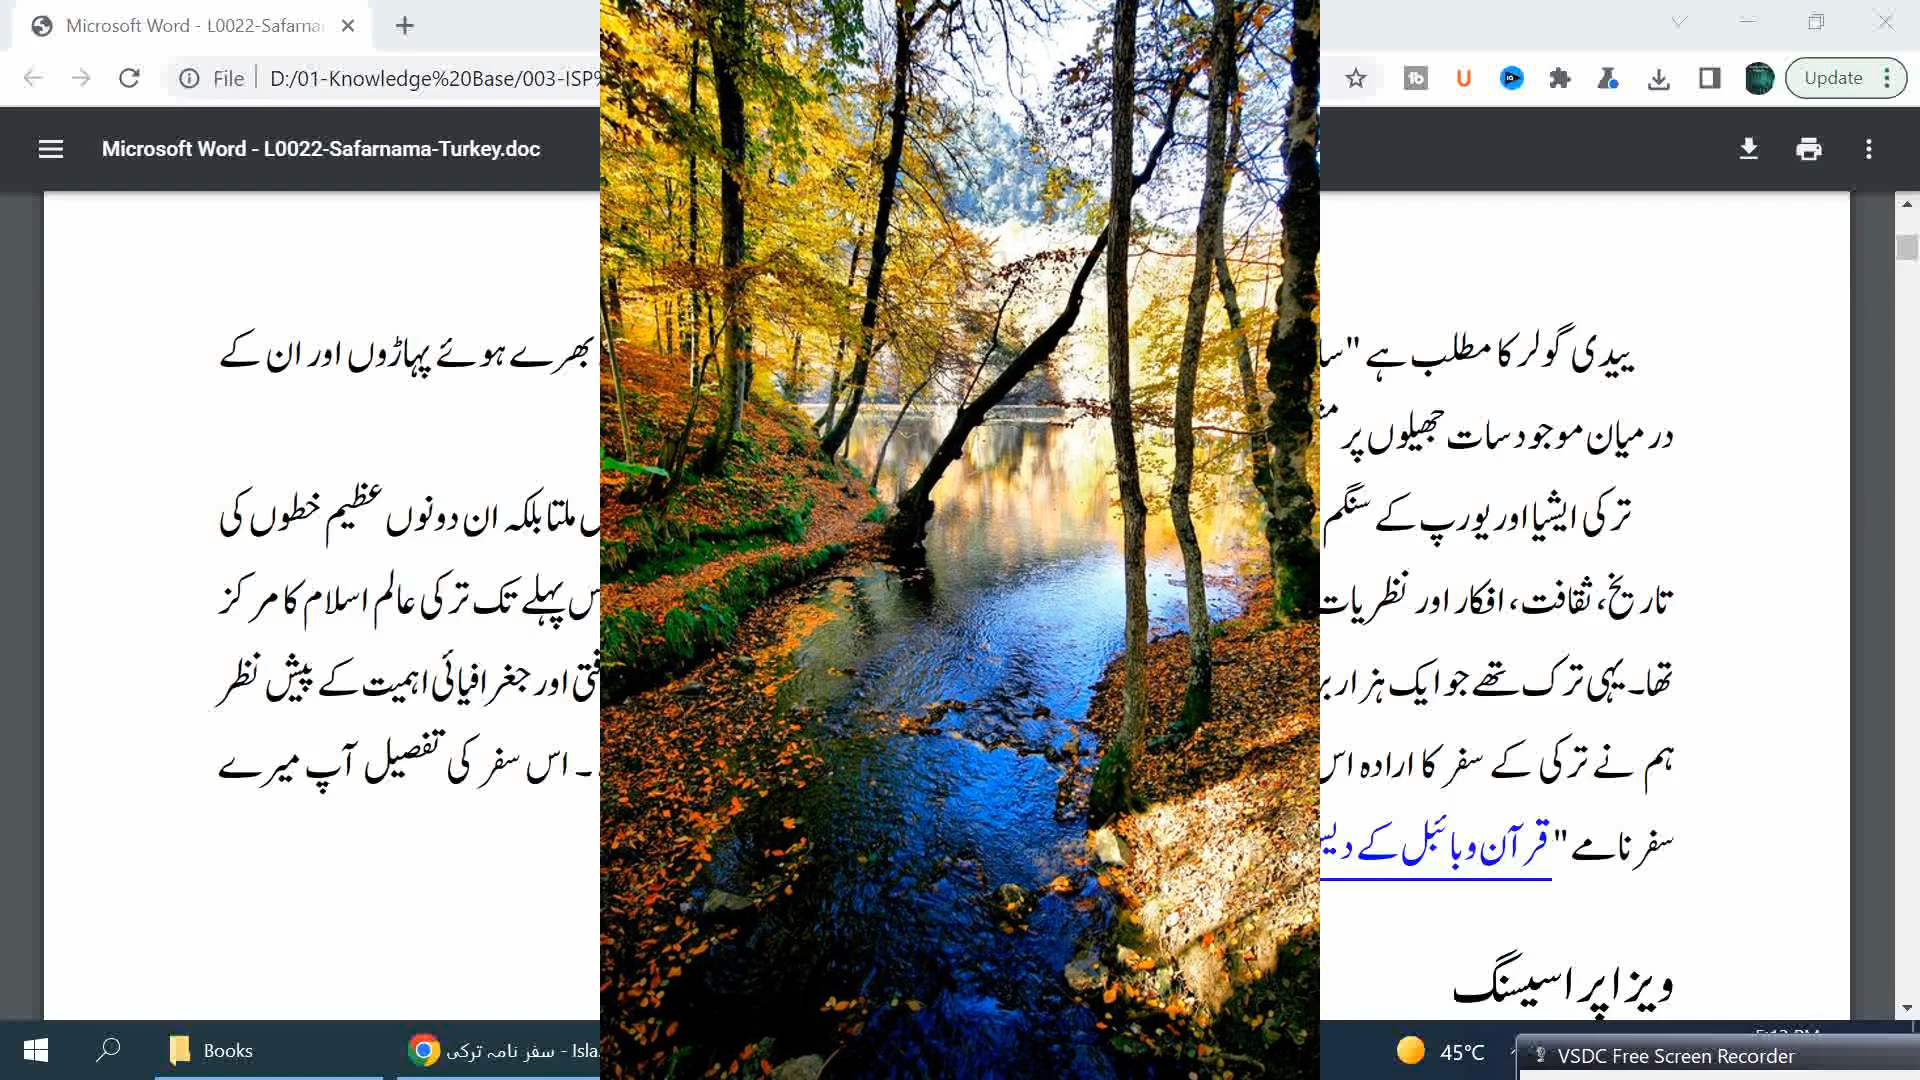 Microsoft Word - L0022-Safarna
File
D:/01-Knowledge%20Base/003-ISP%
Update
Microsoft Word - L0022-Safarnama-Turkey.doc
ییدی گولر کا مطلب ہے "سا بھرے ہوئے پہاڑوں اور ان کے
درمیان موجود سات جھیلوں پر
ترکی ایشیا اور یورپ کے سنگم ملتا بلکہ ان دونوں عظیم خطوں کی
تاریخ، ثقافت، افکار اور نظریات پہلے تک ترکی عالم اسلام کا مرکز
تھا۔ یہی ترک تھے جو ایک ہزار بر اور جغرافیائی اہمیت کے پیش نظر
ہم نے ترکی کے سفر کا ارادہ اس ۔ اس سفر کی تفصیل آپ میرے
سفر نامے "قرآن و بائبل کے دیس
ویزا پراسیسنگ
Books
سفر نامہ ترکی - Isla
45°C
VSDC Free Screen Recorder